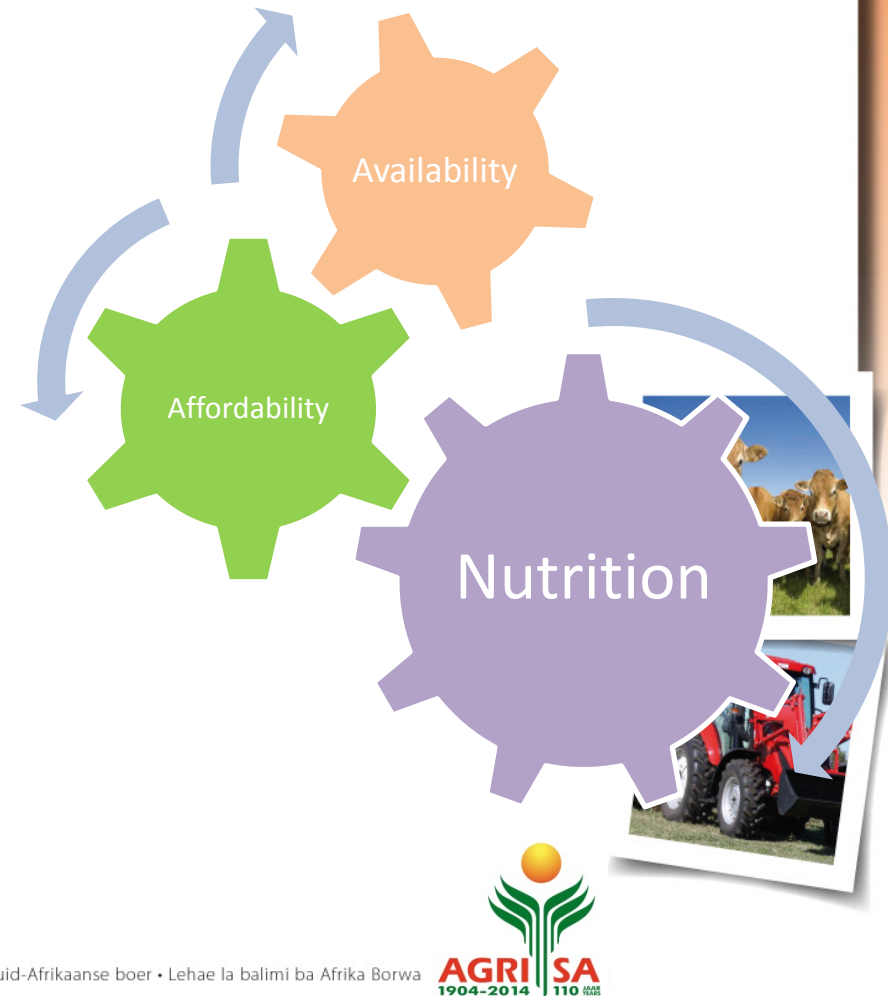 Availability
Affordability
Nutrition
uid-Afrikaanse boer • Lehae la balimi ba Afrika Borwa
AGRI SA
1904-2014 110 JAAR YEARS